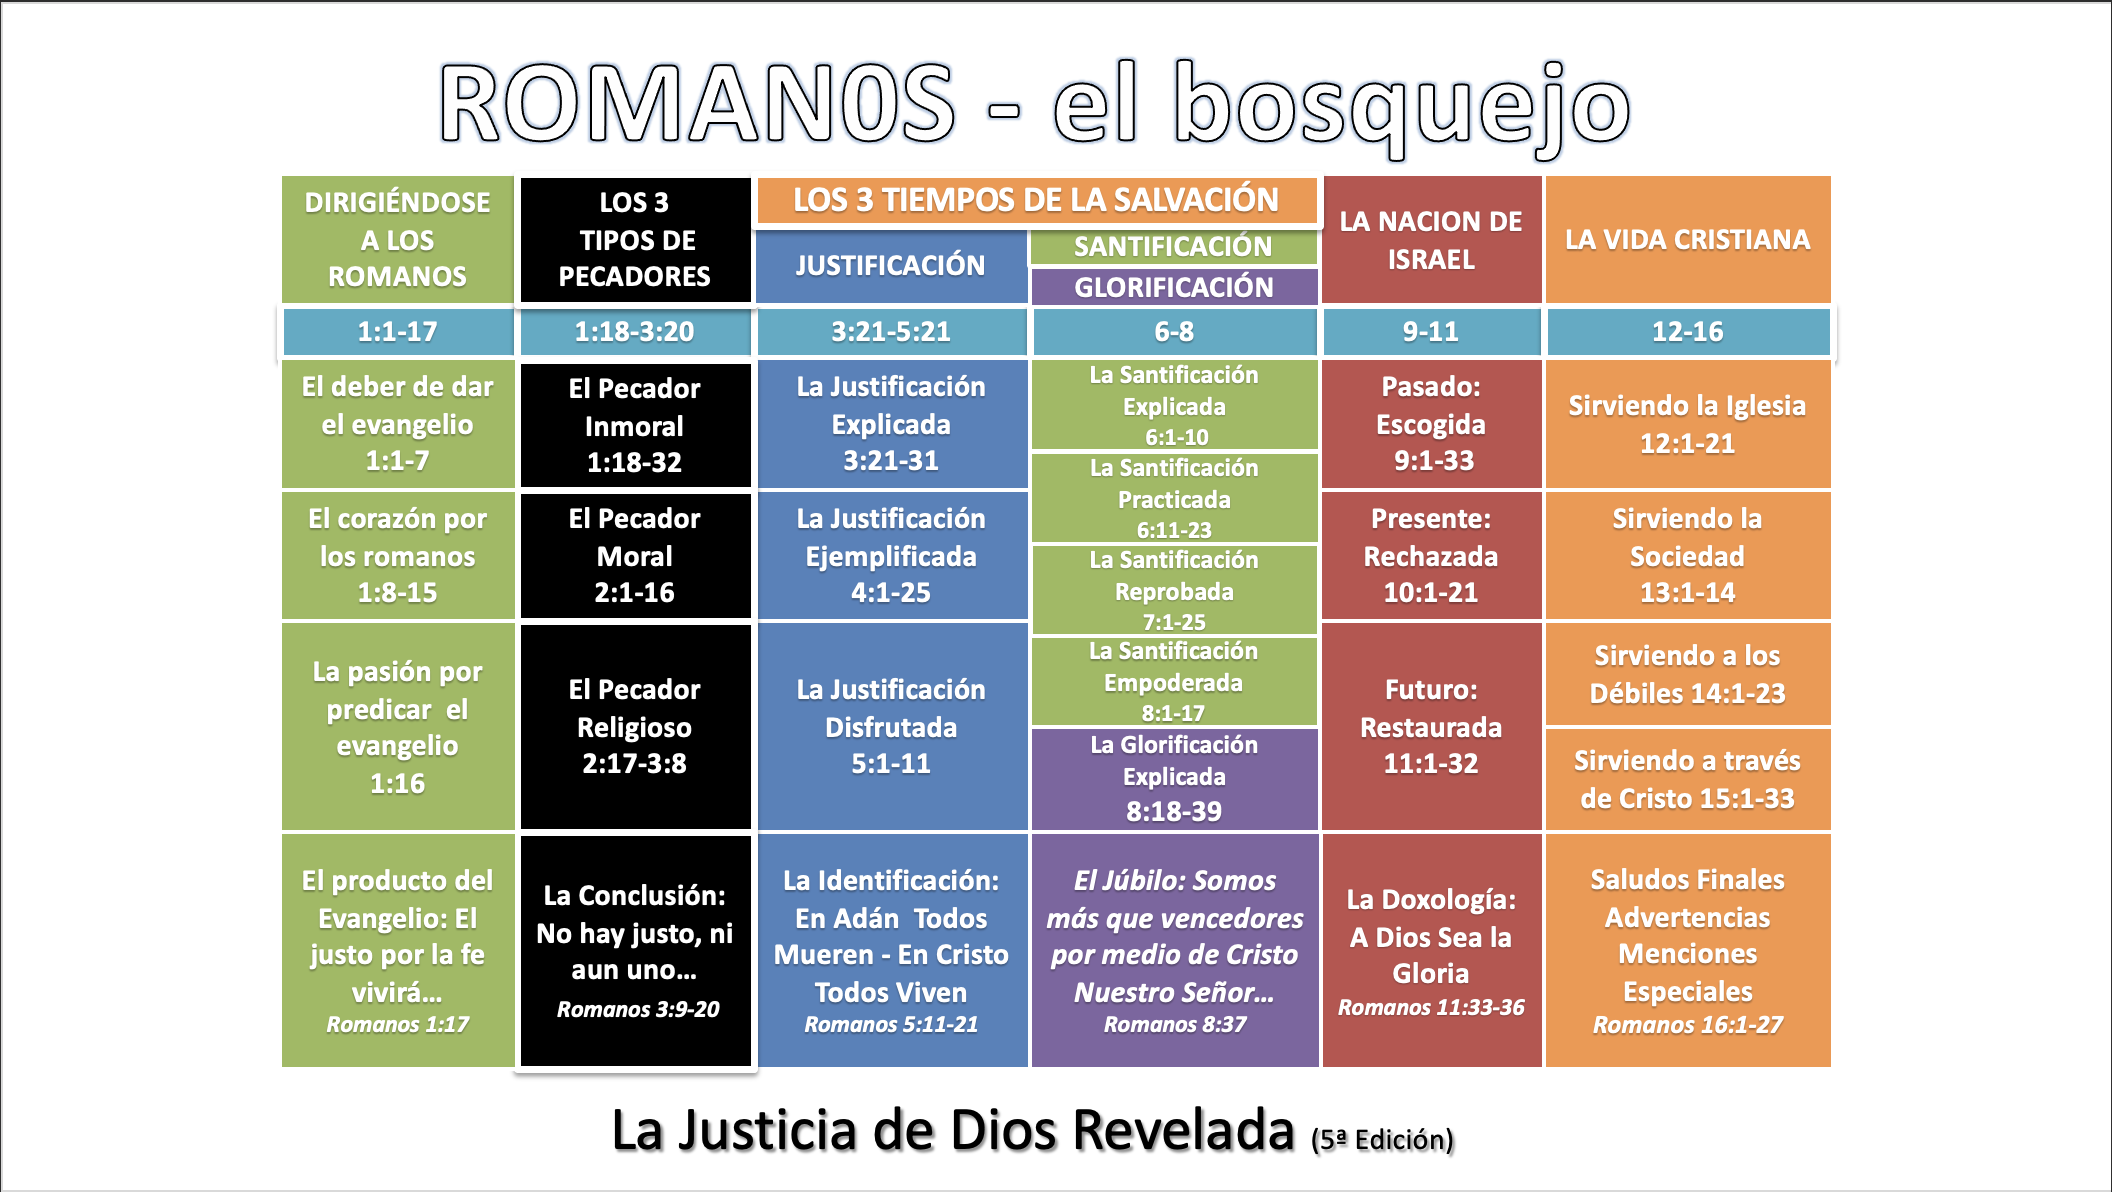 ROMAN0S - el bosquejo
DIRIGIÉNDOSE
A LOS
ROMANOS
LOS 3
TIPOS DE
PECADORES
LOS 3 TIEMPOS DE LA SALVACIÓN
JUSTIFICACIÓN
SANTIFICACIÓN
GLORIFICACIÓN
LA NACION DE
ISRAEL
LA VIDA CRISTIANA
1:1-17
1:18-3:20
3:21-5:21
6-8
9-11
12-16
El deber de dar
el evangelio
1:1-7
El Pecador
Inmoral
1:18-32
La Justificación
Explicada
3:21-31
La Santificación
Explicada
6:1-10
La Santificación
Practicada
6:11-23
Pasado:
Escogida
9:1-33
Sirviendo la Iglesia
12:1-21
El corazón por
los romanos
1:8-15
El Pecador
Moral
2:1-16
La Justificación
Ejemplificada
4:1-25
La Santificación
Reprobada
7:1-25
Presente:
Rechazada
10:1-21
Sirviendo la
Sociedad
13:1-14
La pasión por
predicar  el
evangelio
1:16
El Pecador
Religioso
2:17-3:8
La Justificación
Disfrutada
5:1-11
La Santificación
Empoderada
8:1-17
La Glorificación
Explicada
8:18-39
Futuro:
Restaurada
11:1-32
Sirviendo a los
Débiles 14:1-23
Sirviendo a través
de Cristo 15:1-33
El producto del
Evangelio: El
justo por la fe
vivirá...
Romanos 1:17
La Conclusión:
No hay justo, ni
aun uno...
Romanos 3:9-20
La Identificación:
En Adán  Todos
Mueren - En Cristo
Todos Viven
Romanos 5:11-21
El Júbilo: Somos
más que vencedores
por medio de Cristo
Nuestro Señor...
Romanos 8:37
La Doxología:
A Dios Sea la
Gloria
Romanos 11:33-36
Saludos Finales
Advertencias
Menciones
Especiales
Romanos 16:1-27
La Justicia de Dios Revelada (5ª Edición)